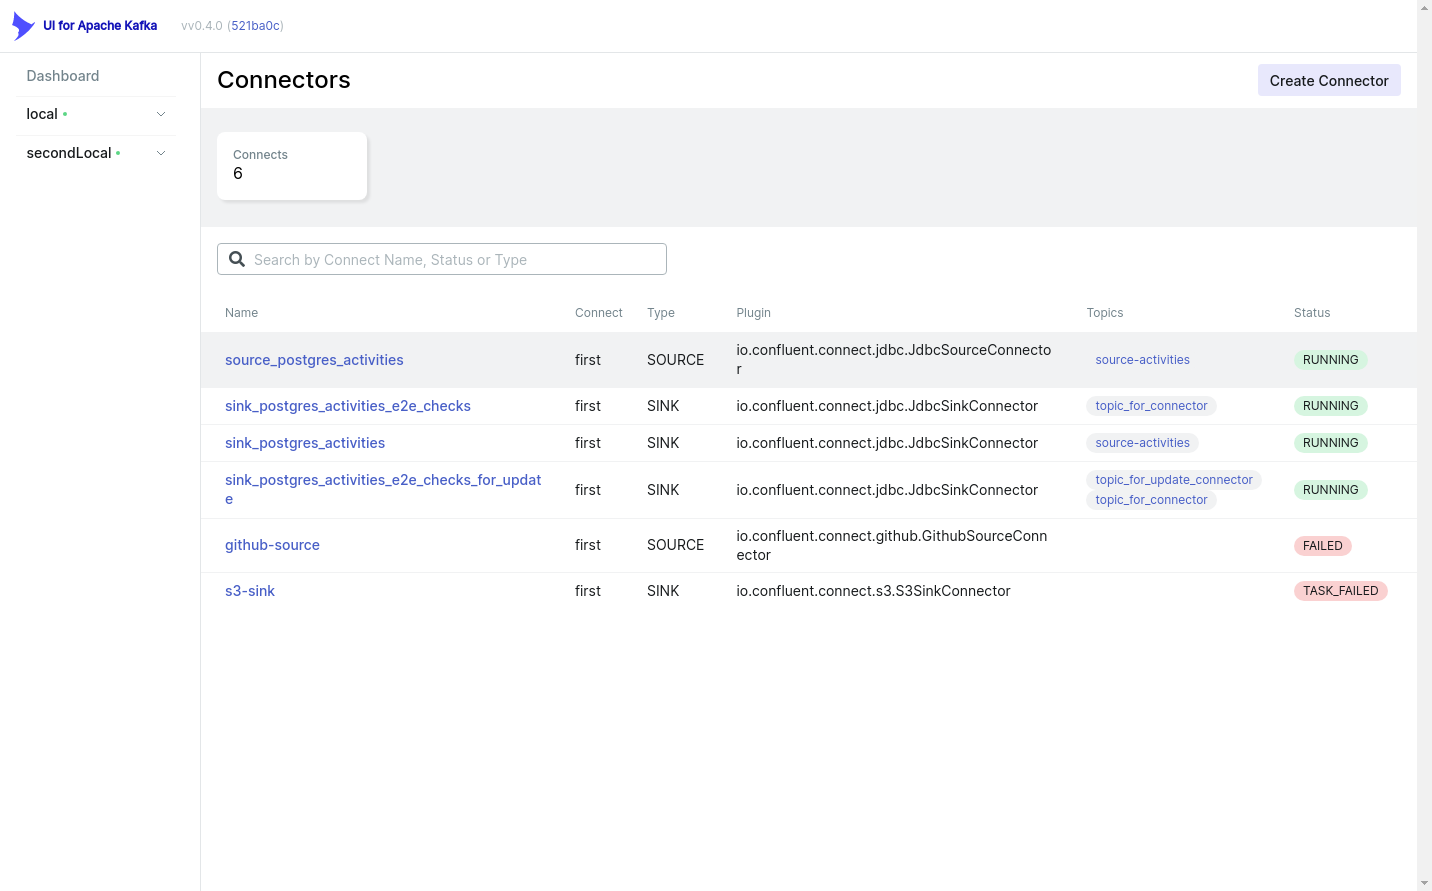 UI for Apache Kafka vv0.4.0 (521ba0c)
Dashboard
local
secondLocal
Connectors
Create Connector
Connects
6
Search by Connect Name, Status or Type
Name Connect Type Plugin Topics Status
source_postgres_activities first SOURCE io.confluent.connect.jdbc.JdbcSourceConnecto
r source-activities RUNNING
sink_postgres_activities_e2e_checks first SINK io.confluent.connect.jdbc.JdbcSinkConnector topic_for_connector RUNNING
sink_postgres_activities first SINK io.confluent.connect.jdbc.JdbcSinkConnector source-activities RUNNING
sink_postgres_activities_e2e_checks_for_updat
e first SINK io.confluent.connect.jdbc.JdbcSinkConnector topic_for_update_connector
topic_for_connector RUNNING
github-source first SOURCE io.confluent.connect.github.GithubSourceConn
ector FAILED
s3-sink first SINK io.confluent.connect.s3.S3SinkConnector TASK_FAILED